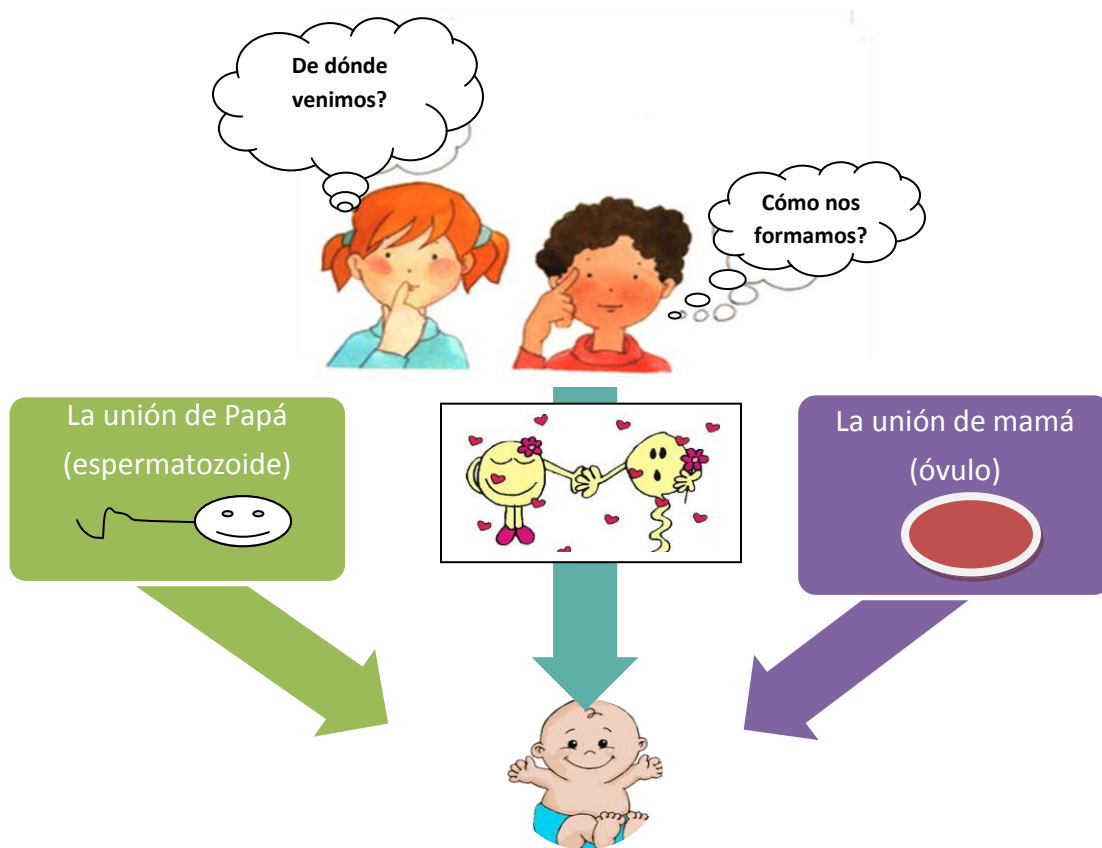 De dónde
venimos?
Cómo nos
formamos?
La unión de Papá
(espermatozoide)
La unión de mamá
(óvulo)